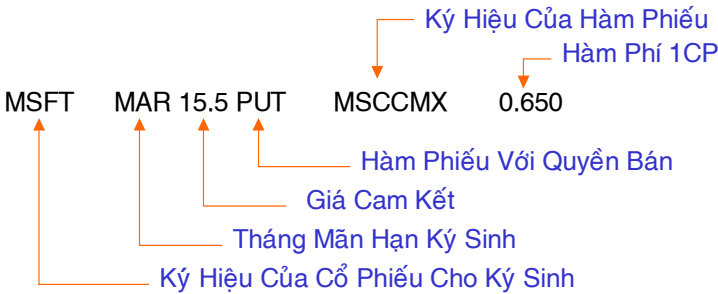 Ký Hiệu Của Hàm Phiếu
Hàm Phí 1CP
MSFT MAR 15.5 PUT MSCCMX 0.650
Hàm Phiếu Với Quyền Bán
Giá Cam Kết
Tháng Mãn Hạn Ký Sinh
Ký Hiệu Của Cổ Phiếu Cho Ký Sinh